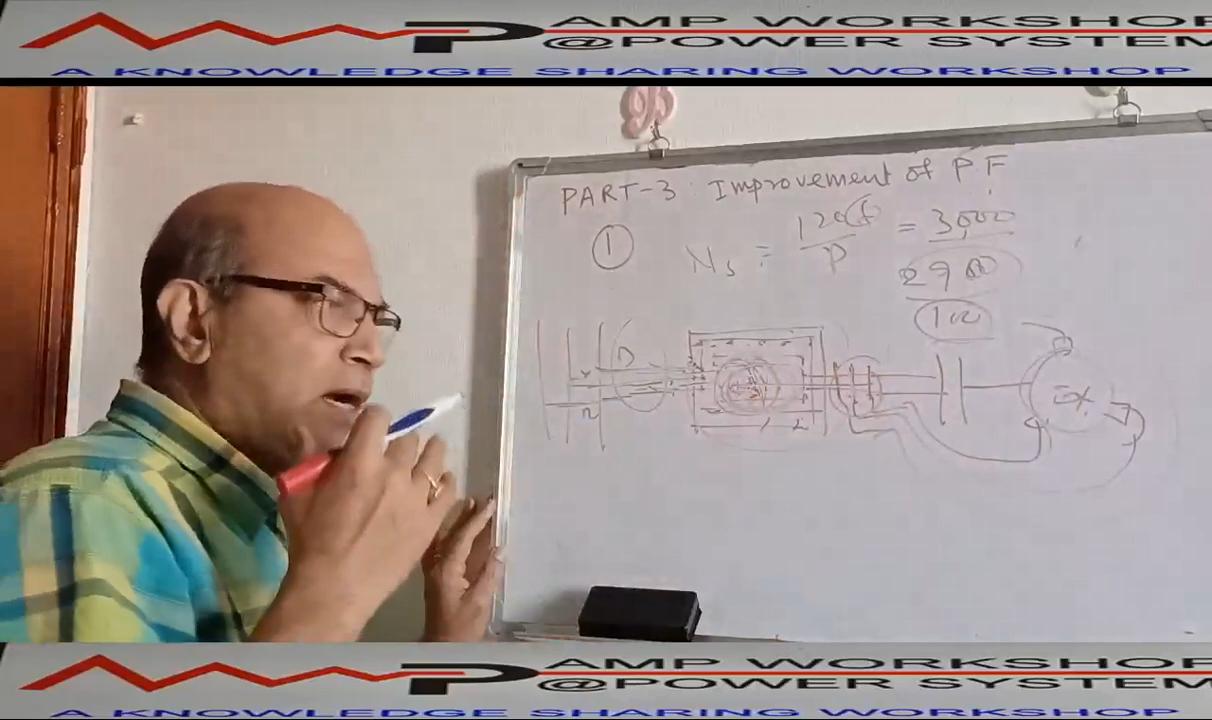 AMP WORKSHOP
@POWER SYSTEM
A KNOWLEDGE SHARING WORKSHOP
PART-3: Improvement of PF
①
Ns = 120f/P = 3000
2900
100
EX
AMP WORKSHOP
@POWER SYSTEM
A KNOWLEDGE SHARING WORKSHOP